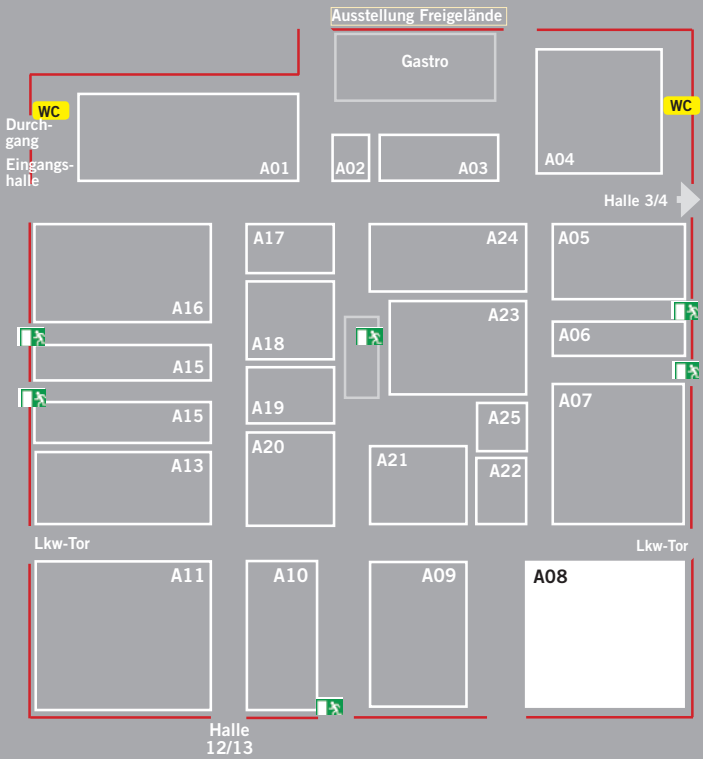 Ausstellung Freigelände
Gastro
WC
WC
Durch-
gang
Eingangs-
halle
A01
A02
A03
A04
Halle 3/4
A17
A24
A05
A16
A18
A23
A06
A15
A19
A07
A15
A25
A20
A21
A22
A13
Lkw-Tor
Lkw-Tor
A11
A10
A09
A08
Halle
12/13